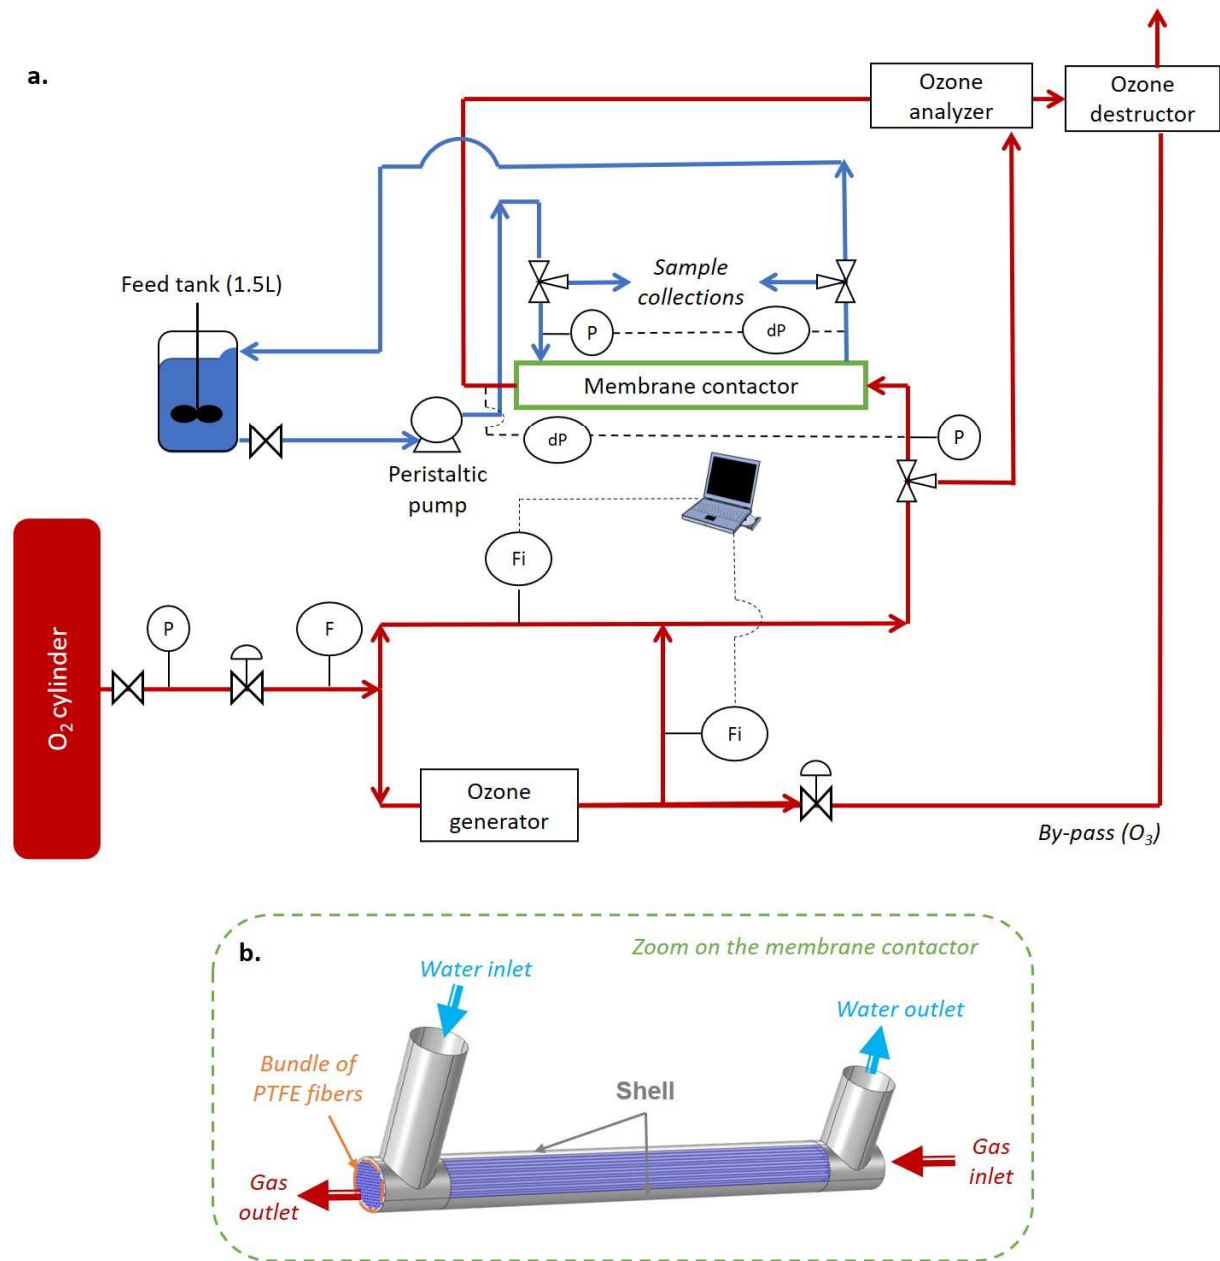 a.
Ozone
analyzer
Ozone
destructor
Feed tank (1.5L)
Sample
collections
P
dP
Membrane contactor
dP
P
Peristaltic
pump
Fi
O₂ cylinder
P
F
Fi
Ozone
generator
By-pass (O₃)
b.
Zoom on the membrane contactor
Water inlet
Water outlet
Bundle of
PTFE fibers
Shell
Gas
inlet
Gas
outlet